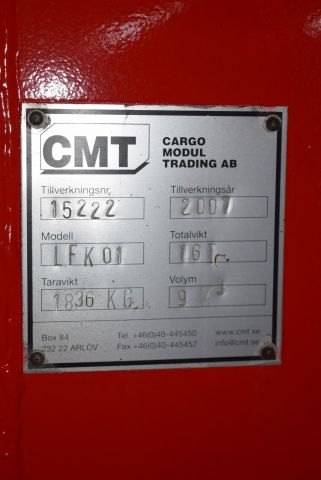 CMT
CARGO
MODUL
TRADING AB
Tillverkningsnr. Tillverkningsår
15222 2007
Modell Totalvikt
LFK01 16T
Taravikt Volym
1836 KG 9 M3
Box 84 Tel. +46(0)40-445450 www.cmt.se
232 22 ARLÖV Fax +46(0)40-445452 info@cmt.se